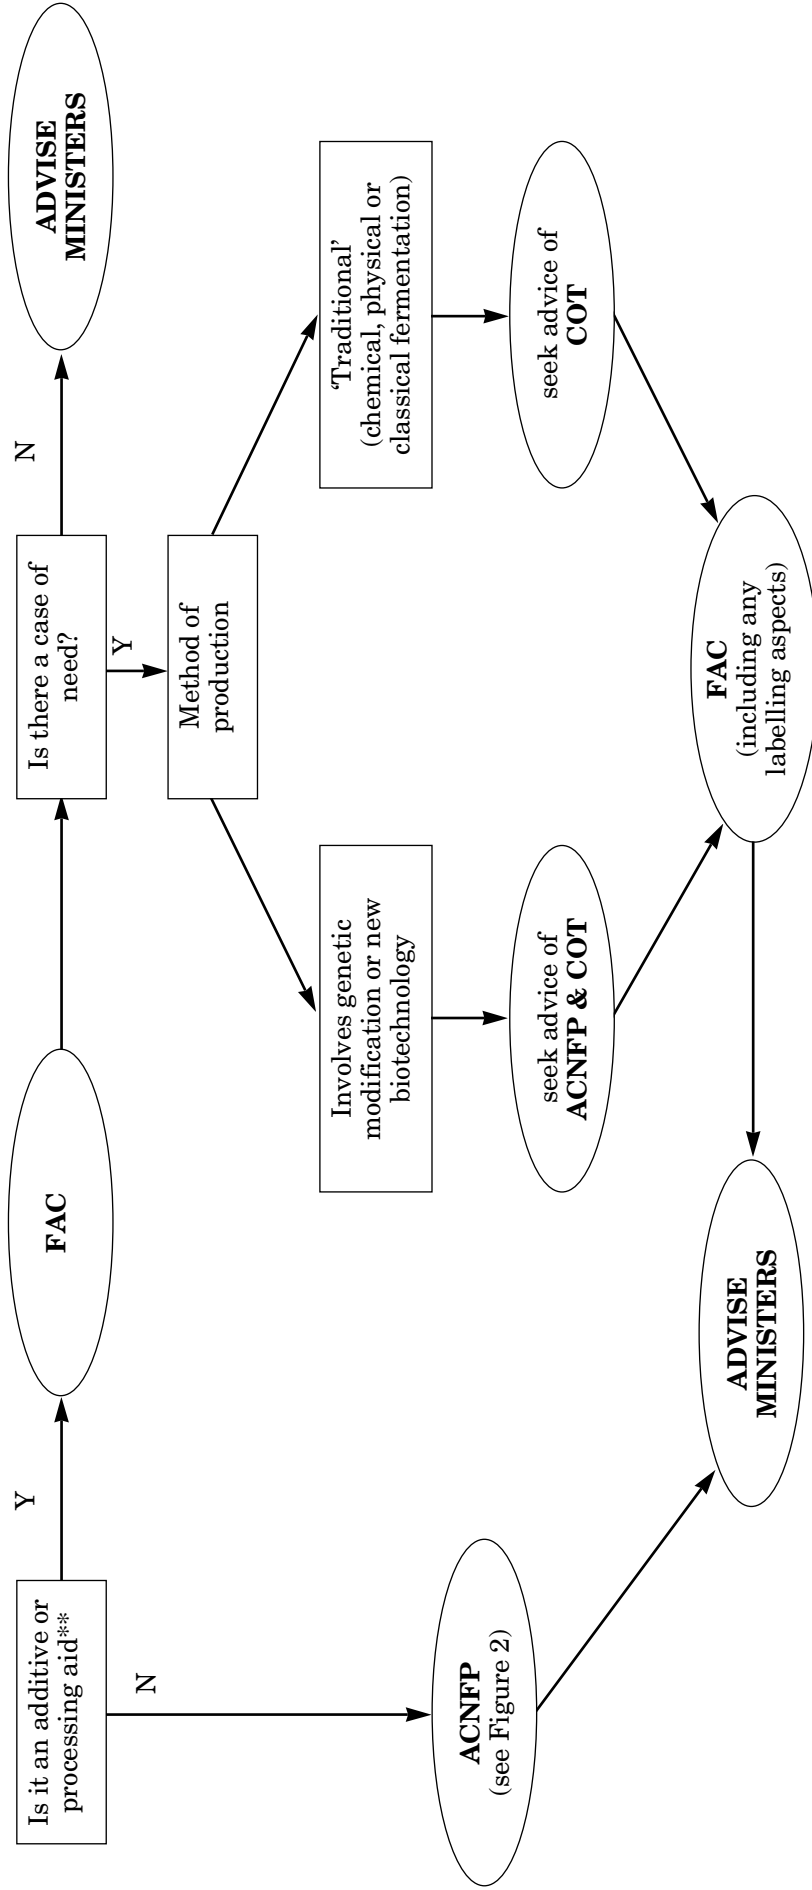 Is it an additive or
processing aid**
Y
N
FAC
Is there a case of
need?
N
Y
ADVISE
MINISTERS
Method of
production
Involves genetic
modification or new
biotechnology
‘Traditional’
(chemical, physical or
classical fermentation)
ACNFP
(see Figure 2)
seek advice of
ACNFP & COT
seek advice of
COT
FAC
(including any
labelling aspects)
ADVISE
MINISTERS